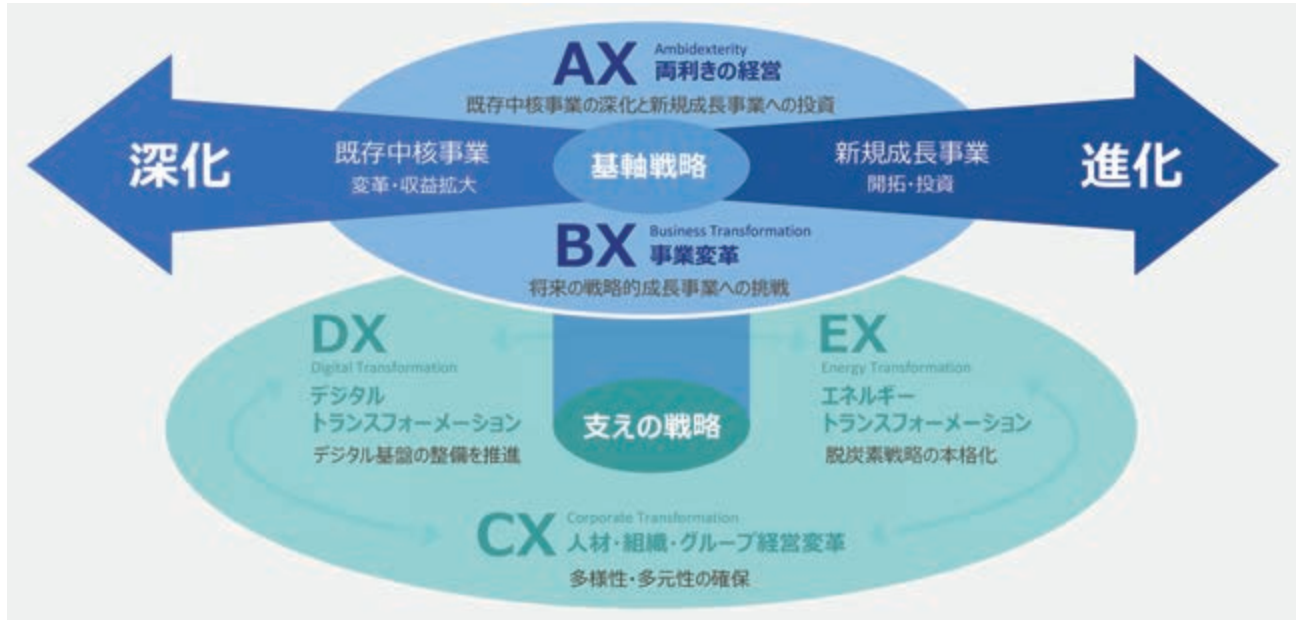 AX
Ambidexterity
両利きの経営
既存中核事業の深化と新規成長事業への投資
深化
既存中核事業
変革・収益拡大
基軸戦略
新規成長事業
開拓・投資
進化
BX
Business Transformation
事業変革
将来の戦略的成長事業への挑戦
DX
Digital Transformation
デジタル
トランスフォーメーション
デジタル基盤の整備を推進
支えの戦略
EX
Energy Transformation
エネルギー
トランスフォーメーション
脱炭素戦略の本格化
CX
Corporate Transformation
人材・組織・グループ経営変革
多様性・多元性の確保